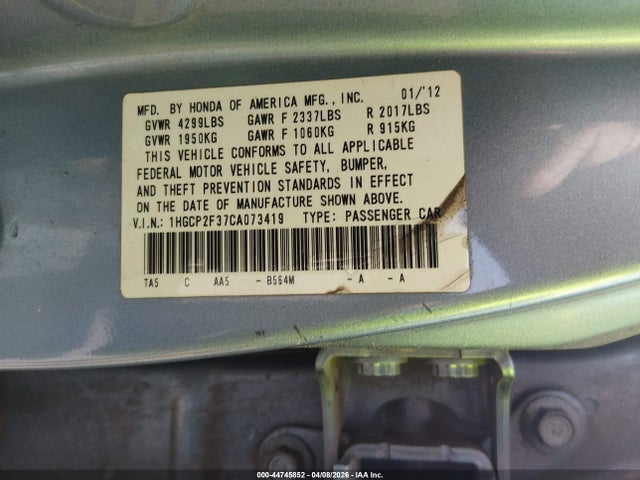 MFD. BY HONDA OF AMERICA MFG., INC. 01/'12
GVWR 4299LBS GAWR F 2337LBS R 2017LBS
GVWR 1950KG GAWR F 1060KG R 915KG
THIS VEHICLE CONFORMS TO ALL APPLICABLE
FEDERAL MOTOR VEHICLE SAFETY, BUMPER,
AND THEFT PREVENTION STANDARDS IN EFFECT
ON THE DATE OF MANUFACTURE SHOWN ABOVE.
V.I.N.: 1HGCP2F37CA073419 TYPE: PASSENGER CAR
TA5 C AA5 - B564M - A - A
000-44745852 | 04/08/2026 | IAA Inc.